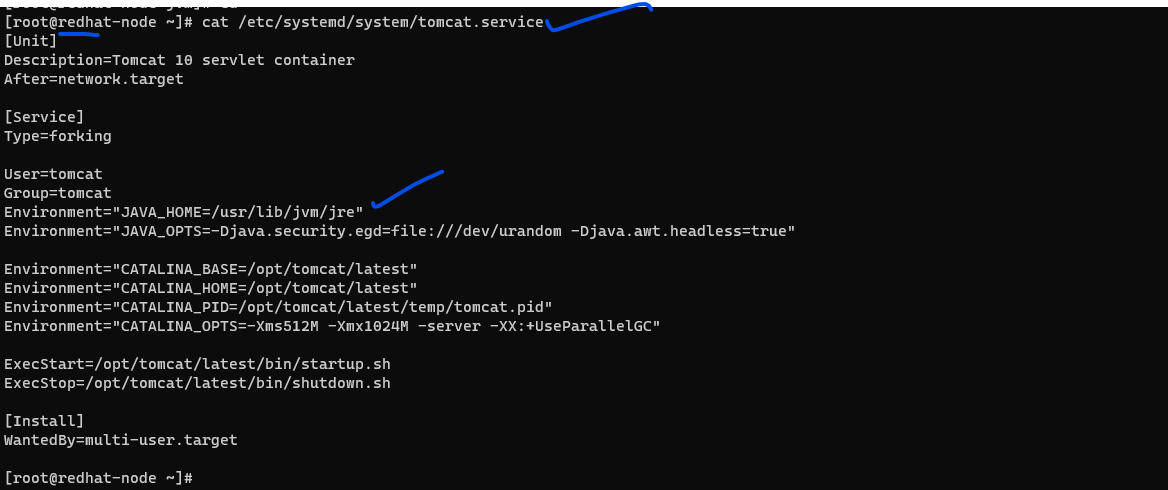 [root@redhat-node ~]# cat /etc/systemd/system/tomcat.service
[Unit]
Description=Tomcat 10 servlet container
After=network.target
[Service]
Type=forking
User=tomcat
Group=tomcat
Environment="JAVA_HOME=/usr/lib/jvm/jre"
Environment="JAVA_OPTS=-Djava.security.egd=file:///dev/urandom -Djava.awt.headless=true"
Environment="CATALINA_BASE=/opt/tomcat/latest"
Environment="CATALINA_HOME=/opt/tomcat/latest"
Environment="CATALINA_PID=/opt/tomcat/latest/temp/tomcat.pid"
Environment="CATALINA_OPTS=-Xms512M -Xmx1024M -server -XX:+UseParallelGC"
ExecStart=/opt/tomcat/latest/bin/startup.sh
ExecStop=/opt/tomcat/latest/bin/shutdown.sh
[Install]
WantedBy=multi-user.target
[root@redhat-node ~]#